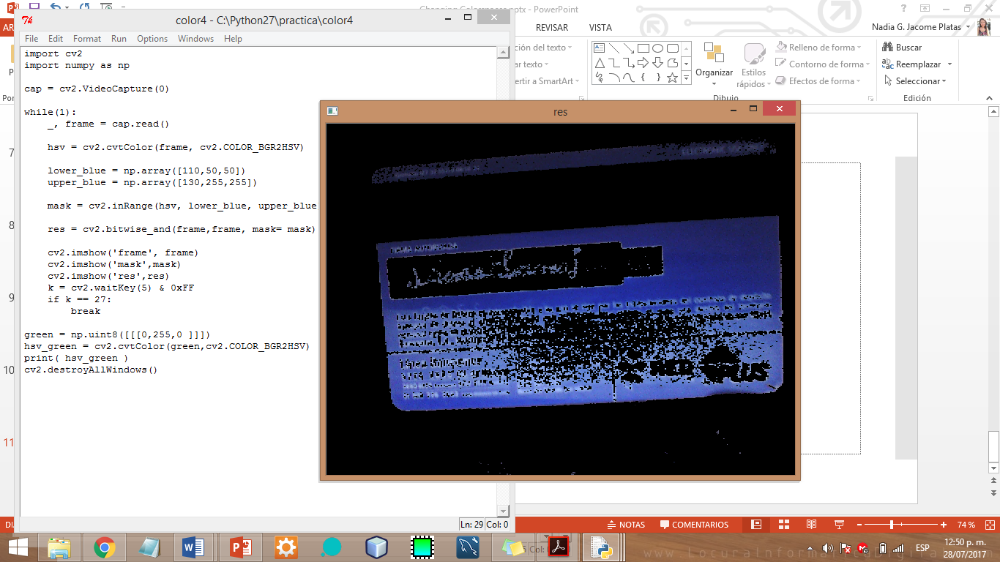 Changing Colorspaces.pptx - PowerPoint
color4 - C:\Python27\practica\color4
REVISAR VISTA
Nadia G. Jacome Platas
File Edit Format Run Options Windows Help
ción del texto
ar texto
ertir a SmartArt
Organizar
Estilos
rápidos
Relleno de forma
Contorno de forma
Efectos de forma
Buscar
Reemplazar
Seleccionar
Dibujo
Edición
import cv2
import numpy as np
cap = cv2.VideoCapture(0)
while(1):
_, frame = cap.read()
hsv = cv2.cvtColor(frame, cv2.COLOR_BGR2HSV)
lower_blue = np.array([110,50,50])
upper_blue = np.array([130,255,255])
mask = cv2.inRange(hsv, lower_blue, upper_blue
res = cv2.bitwise_and(frame,frame, mask= mask)
cv2.imshow('frame', frame)
cv2.imshow('mask',mask)
cv2.imshow('res',res)
k = cv2.waitKey(5) & 0xFF
if k == 27:
break
green = np.uint8([[[0,255,0 ]]])
hsv_green = cv2.cvtColor(green,cv2.COLOR_BGR2HSV)
print( hsv_green )
cv2.destroyAllWindows()
res
7
8
9
10
11
Ln: 29 Col: 0
NOTAS
COMENTARIOS
74 %
ESP
12:50 p. m.
28/07/2017